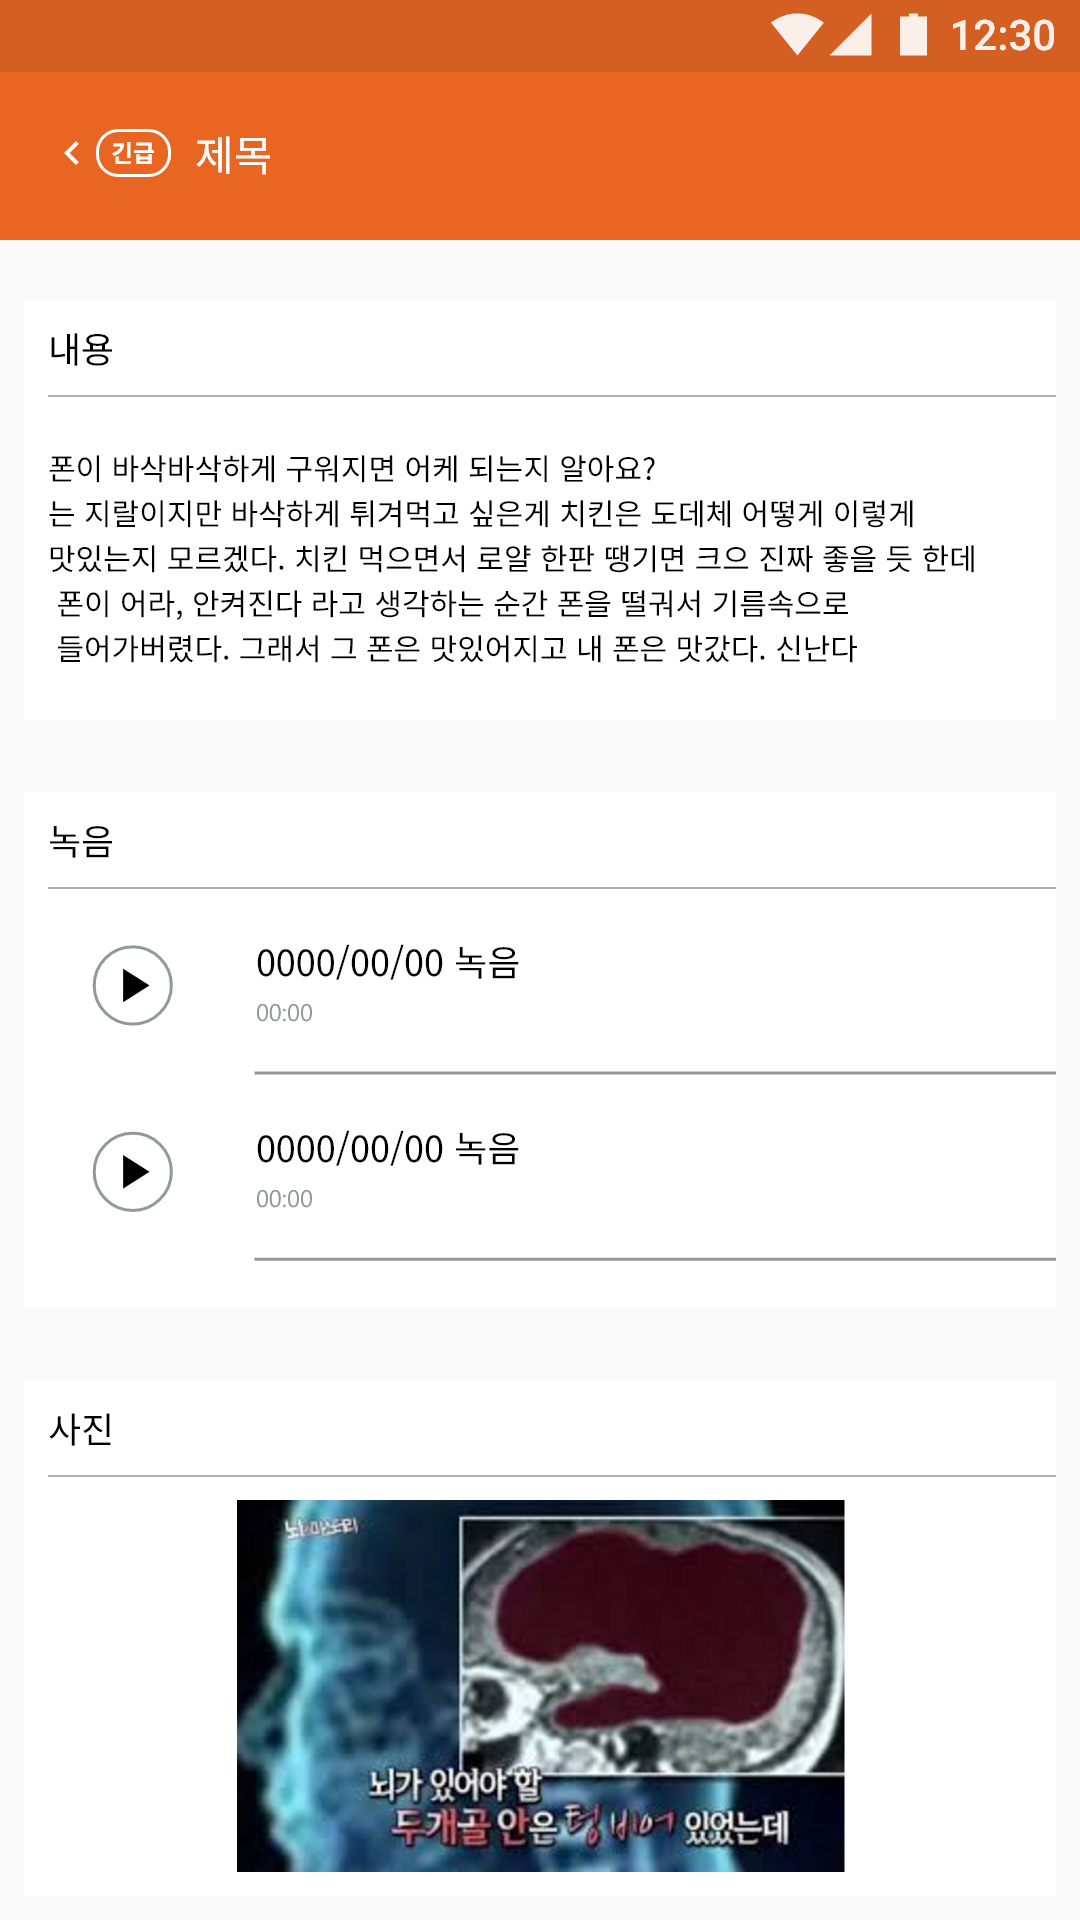 12:30
긴급 제목
내용
폰이 바삭바삭하게 구워지면 어케 되는지 알아요?
는 지랄이지만 바삭하게 튀겨먹고 싶은게 치킨은 도데체 어떻게 이렇게
맛있는지 모르겠다. 치킨 먹으면서 로얄 한판 땡기면 크으 진짜 좋을 듯 한데
폰이 어라, 안켜진다 라고 생각하는 순간 폰을 떨궈서 기름속으로
들어가버렸다. 그래서 그 폰은 맛있어지고 내 폰은 맛갔다. 신난다
녹음
0000/00/00 녹음
00:00
0000/00/00 녹음
00:00
사진
뇌가 있어야 할
두개골 안은 텅 비어 있었는데